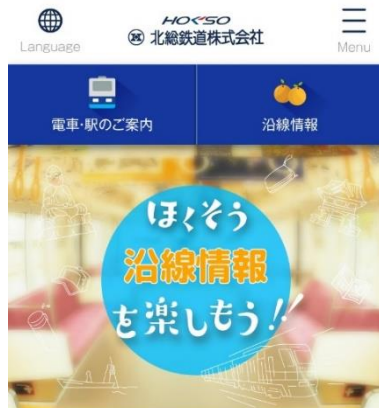 Language
HOKSO
北総鉄道株式会社
Menu
電車・駅のご案内
沿線情報
ほくそう
沿線情報
を楽しもう!!